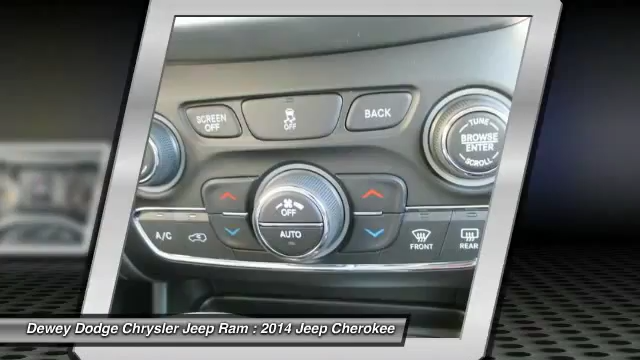 SCREEN
OFF
OFF
BACK
TUNE
BROWSE
ENTER
SCROLL
OFF
AUTO
A/C
FRONT
REAR
Dewey Dodge Chrysler Jeep Ram : 2014 Jeep Cherokee